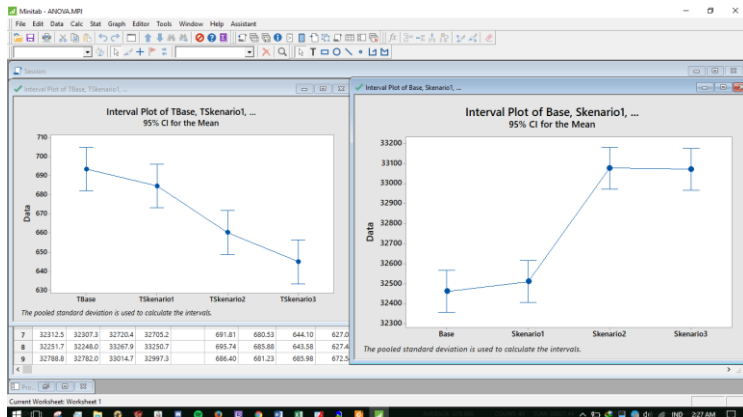 Minitab - ANOVA.MPJ
File Edit Data Calc Stat Graph Editor Tools Window Help Assistant
Session
Interval Plot of TBase, TSkenario1, ...
Interval Plot of TBase, TSkenario1, ...
95% CI for the Mean
710
700
690
680
670
660
650
640
630
Data
TBase TSkenario1 TSkenario2 TSkenario3
The pooled standard deviation is used to calculate the intervals.
Interval Plot of Base, Skenario1, ...
Interval Plot of Base, Skenario1, ...
95% CI for the Mean
33200
33100
33000
32900
32800
32700
32600
32500
32400
32300
Data
Base Skenario1 Skenario2 Skenario3
The pooled standard deviation is used to calculate the intervals.
7 32312.5 32307.3 32720.4 32705.2 691.81 680.53 644.10 627.0
8 32251.7 32248.0 33267.9 33250.7 695.74 685.88 643.58 627.4
9 32788.8 32782.0 33014.7 32997.3 686.40 681.23 685.98 672.5
Pro...
Current Worksheet: Worksheet 1
IND 2:27 AM